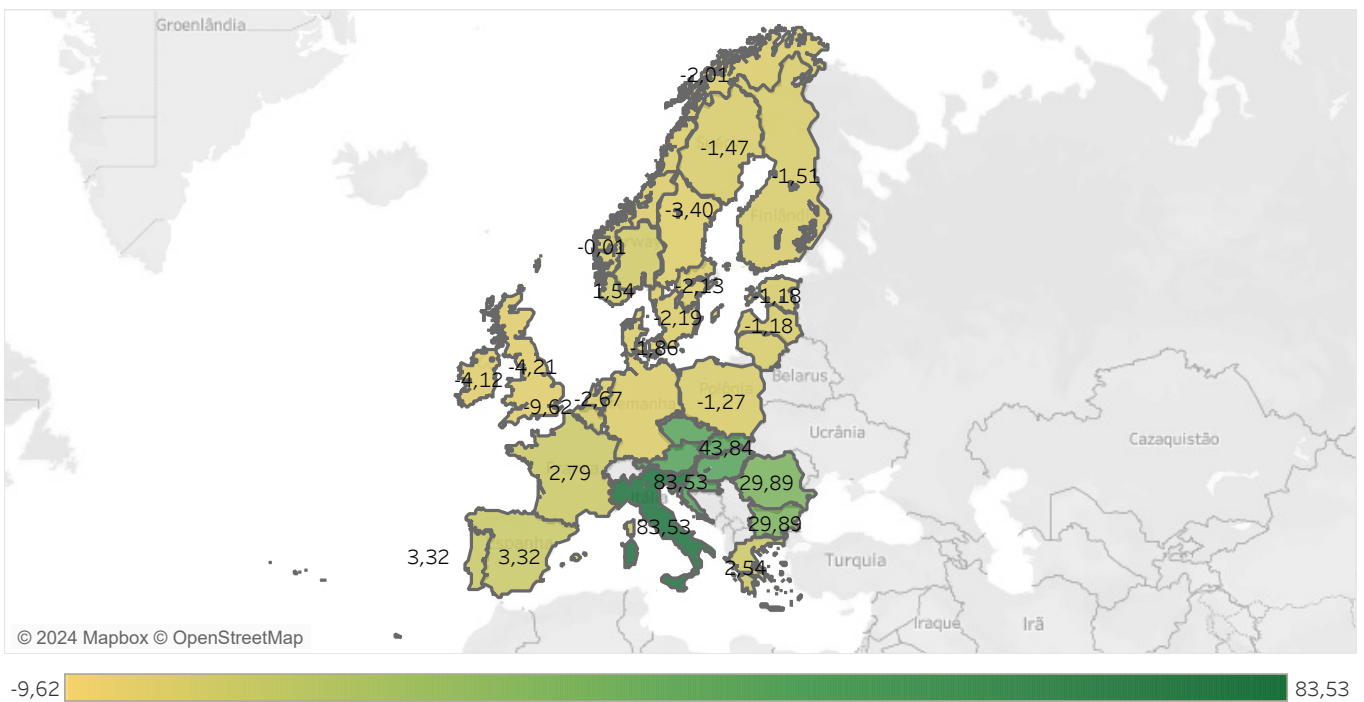 Groenlândia
-2,01
-1,47
-1,51
-3,40
Finlândia
-0,01
1,54
-2,13
-1,18
-2,19
-1,18
-1,86
-4,21
-4,12
Belarus
-9,62
-2,67
Alemanha
Polônia
-1,27
Ucrânia
Cazaquistão
43,84
2,79
83,53
29,89
Itália
83,53
29,89
3,32
Espanha
3,32
2,54
Turquia
Iraque
Irã
© 2024 Mapbox © OpenStreetMap
-9,62
83,53